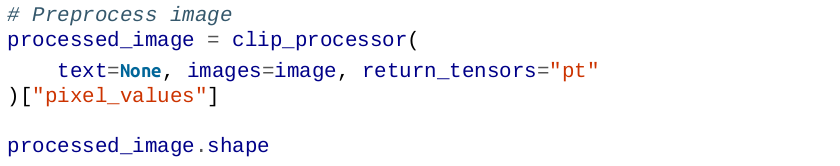 # Preprocess image
processed_image = clip_processor(
    text=None, images=image, return_tensors="pt"
)["pixel_values"]

processed_image.shape